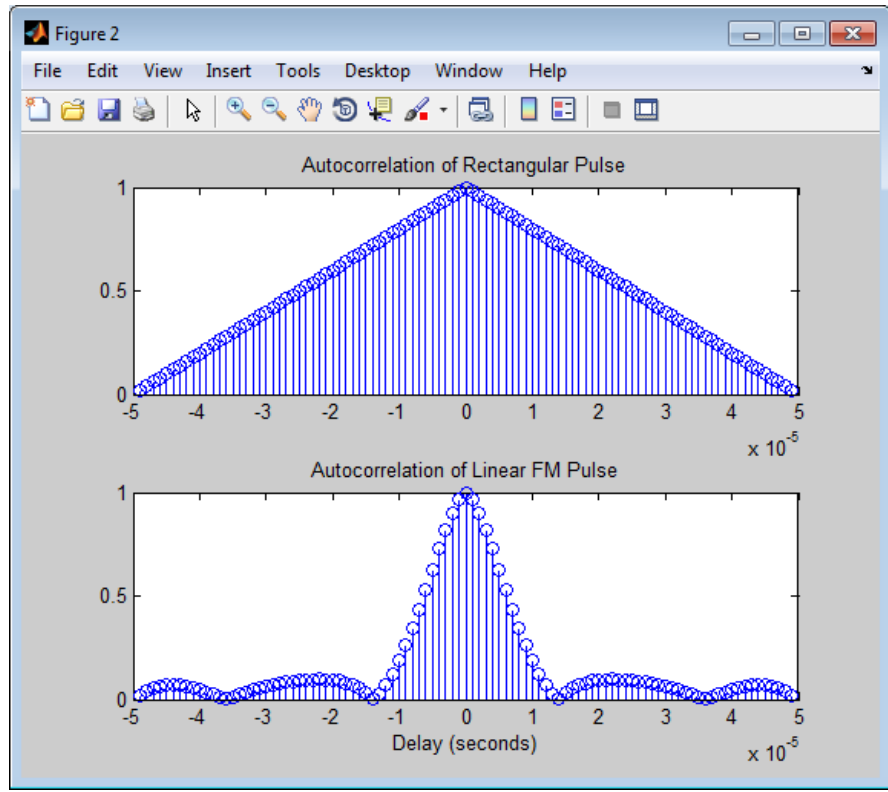 Figure 2
File Edit View Insert Tools Desktop Window Help
Autocorrelation of Rectangular Pulse
1
0.5
0
-5 -4 -3 -2 -1 0 1 2 3 4 5
x 10^-5
Autocorrelation of Linear FM Pulse
1
0.5
0
-5 -4 -3 -2 -1 0 1 2 3 4 5
Delay (seconds)
x 10^-5